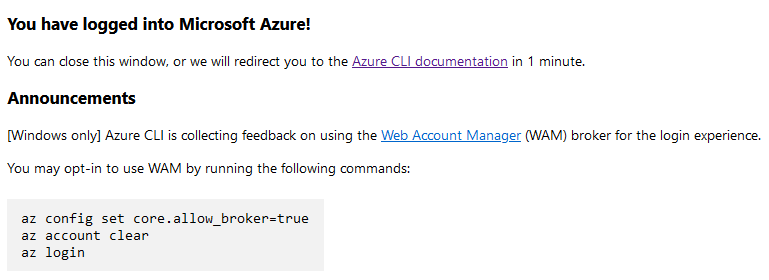 You have logged into Microsoft Azure!
You can close this window, or we will redirect you to the Azure CLI documentation in 1 minute.
Announcements
[Windows only] Azure CLI is collecting feedback on using the Web Account Manager (WAM) broker for the login experience.
You may opt-in to use WAM by running the following commands:
az config set core.allow_broker=true
az account clear
az login